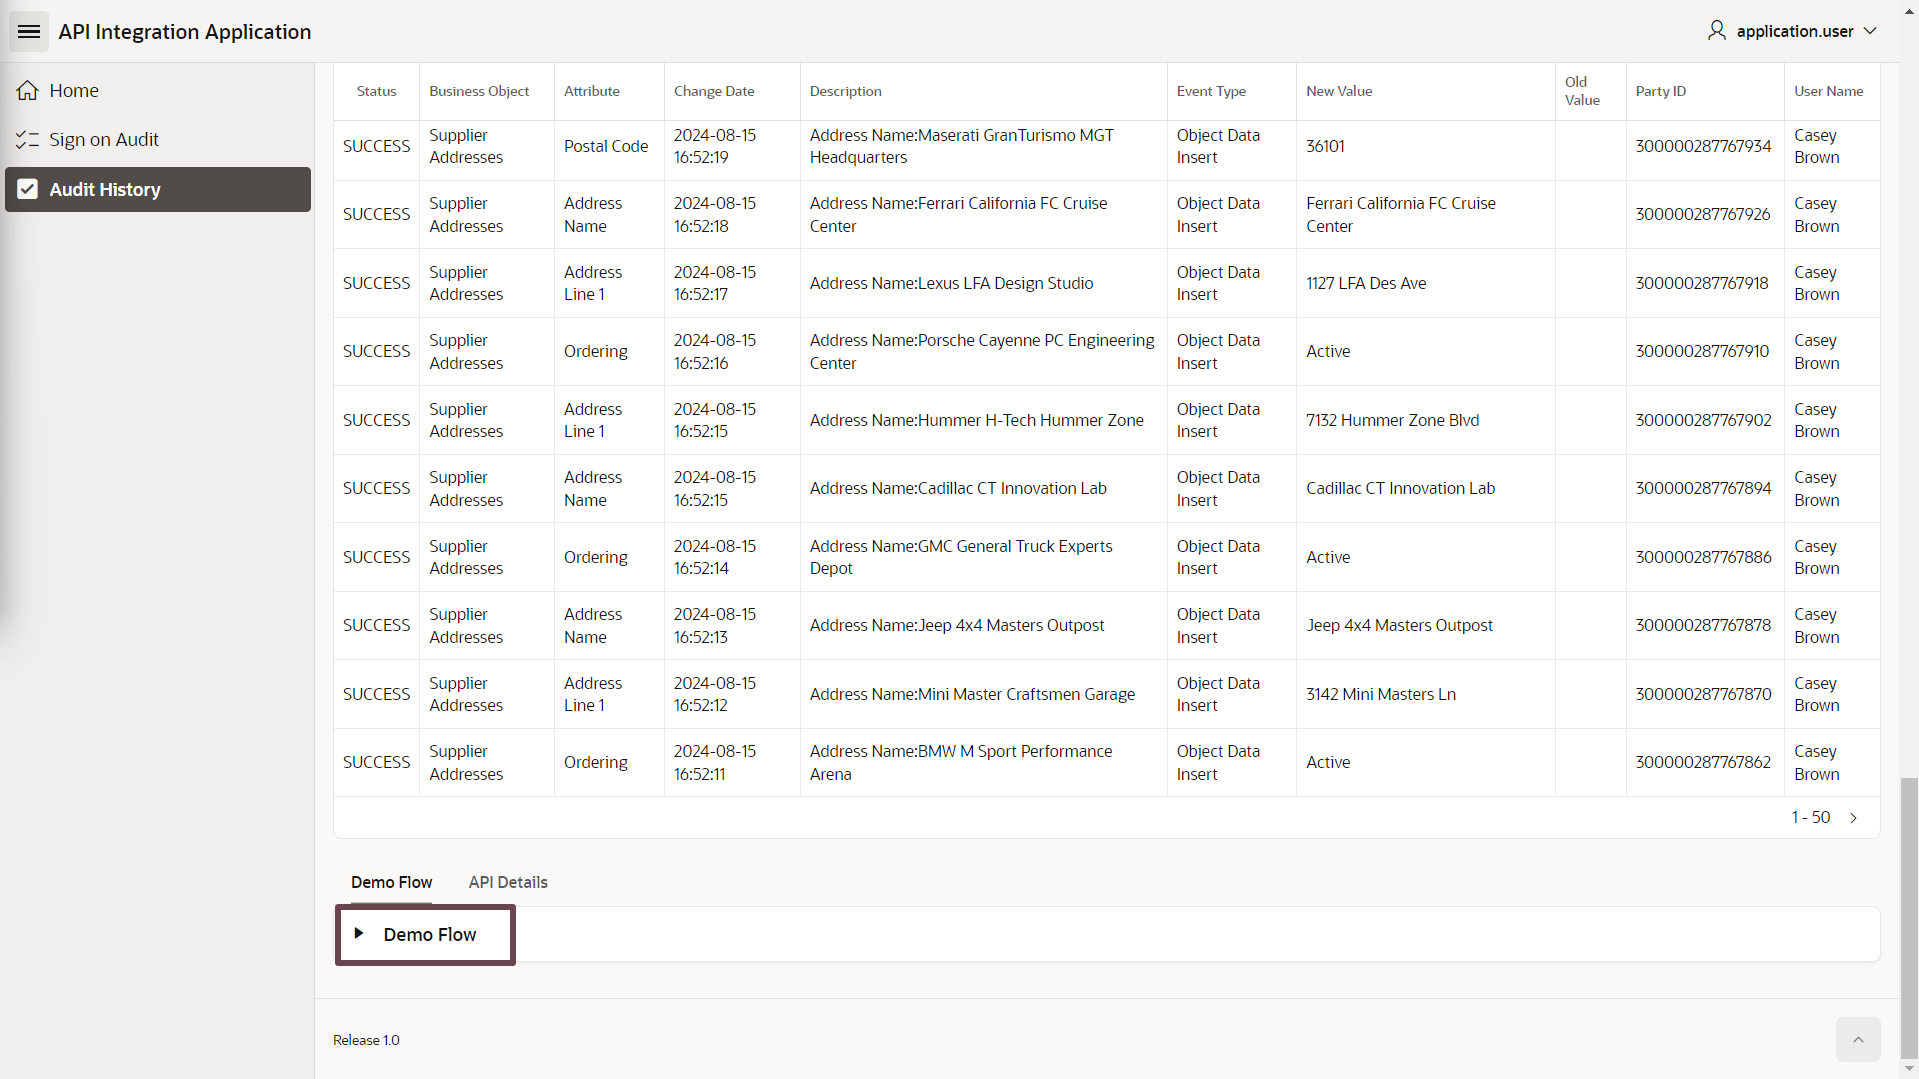 API Integration Application
application.user
Home
Sign on Audit
Audit History
Status Business Object Attribute Change Date Description Event Type New Value Old Value Party ID User Name
SUCCESS Supplier Addresses Postal Code 2024-08-15 16:52:19 Address Name:Maserati GranTurismo MGT Headquarters Object Data Insert 36101 300000287767934 Casey Brown
SUCCESS Supplier Addresses Address Name 2024-08-15 16:52:18 Address Name:Ferrari California FC Cruise Center Object Data Insert Ferrari California FC Cruise Center 300000287767926 Casey Brown
SUCCESS Supplier Addresses Address Line 1 2024-08-15 16:52:17 Address Name:Lexus LFA Design Studio Object Data Insert 1127 LFA Des Ave 300000287767918 Casey Brown
SUCCESS Supplier Addresses Ordering 2024-08-15 16:52:16 Address Name:Porsche Cayenne PC Engineering Center Object Data Insert Active 300000287767910 Casey Brown
SUCCESS Supplier Addresses Address Line 1 2024-08-15 16:52:15 Address Name:Hummer H-Tech Hummer Zone Object Data Insert 7132 Hummer Zone Blvd 300000287767902 Casey Brown
SUCCESS Supplier Addresses Address Name 2024-08-15 16:52:15 Address Name:Cadillac CT Innovation Lab Object Data Insert Cadillac CT Innovation Lab 300000287767894 Casey Brown
SUCCESS Supplier Addresses Ordering 2024-08-15 16:52:14 Address Name:GMC General Truck Experts Depot Object Data Insert Active 300000287767886 Casey Brown
SUCCESS Supplier Addresses Address Name 2024-08-15 16:52:13 Address Name:Jeep 4x4 Masters Outpost Object Data Insert Jeep 4x4 Masters Outpost 300000287767878 Casey Brown
SUCCESS Supplier Addresses Address Line 1 2024-08-15 16:52:12 Address Name:Mini Master Craftsmen Garage Object Data Insert 3142 Mini Masters Ln 300000287767870 Casey Brown
SUCCESS Supplier Addresses Ordering 2024-08-15 16:52:11 Address Name:BMW M Sport Performance Arena Object Data Insert Active 300000287767862 Casey Brown
1 - 50
Demo Flow API Details
Demo Flow
Release 1.0